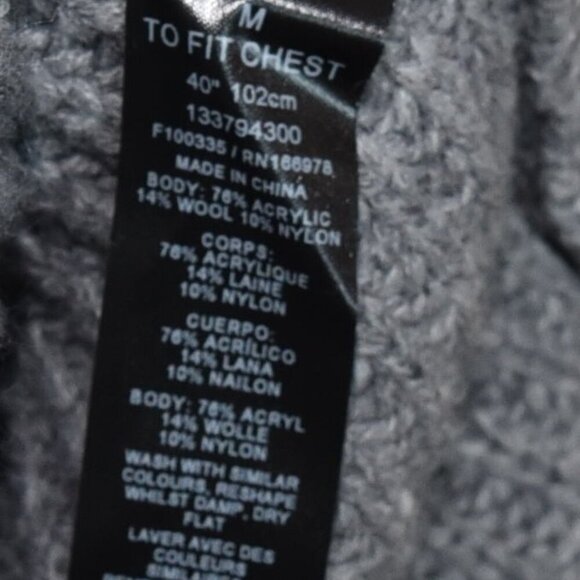 M
TO FIT CHEST
40" 102cm
133794300
F100335 / RN166978
MADE IN CHINA
BODY: 76% ACRYLIC
14% WOOL 10% NYLON
CORPS:
76% ACRYLIQUE
14% LAINE
10% NYLON
CUERPO:
76% ACRÍLICO
14% LANA
10% NAILON
BODY: 76% ACRYL
14% WOLLE
10% NYLON
WASH WITH SIMILAR
COLOURS, RESHAPE
WHILST DAMP, DRY
FLAT
LAVER AVEC DES
COULEURS
SIMILAIRES